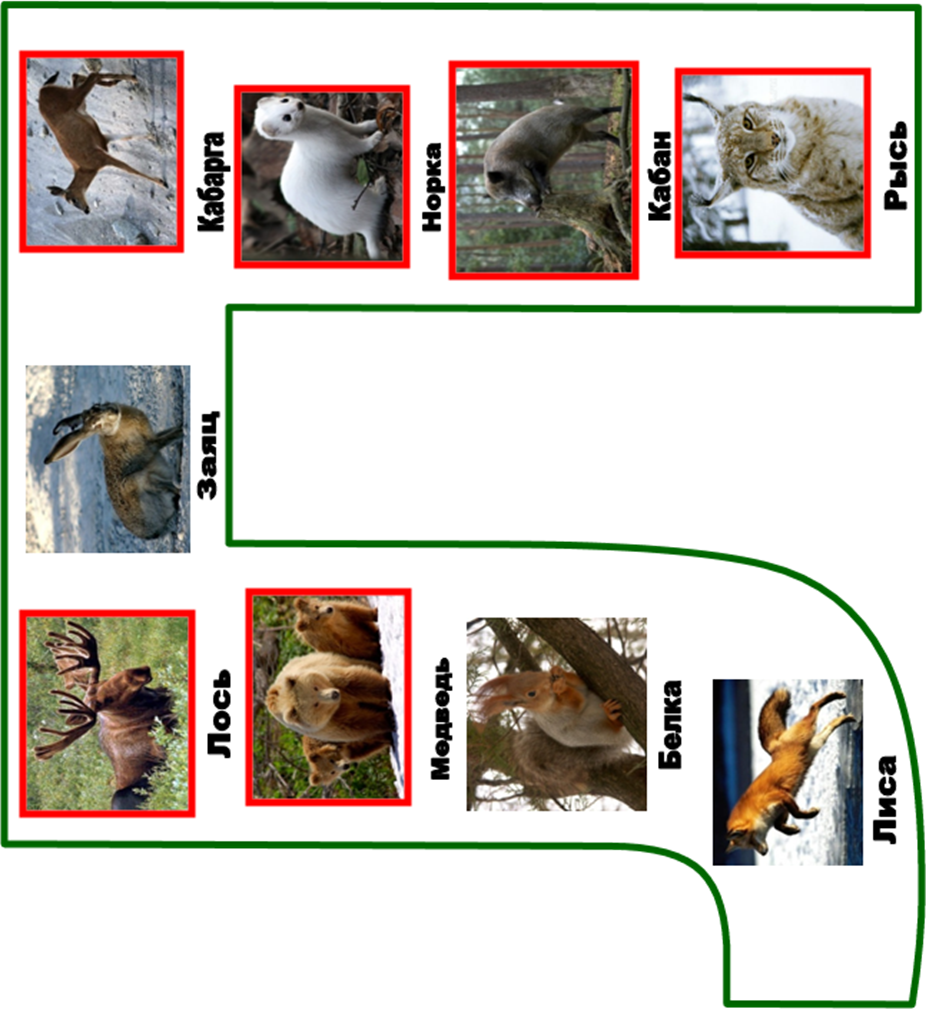 Лось
Заяц
Кабарга
Медведь
Норка
Белка
Кабан
Лиса
Рысь